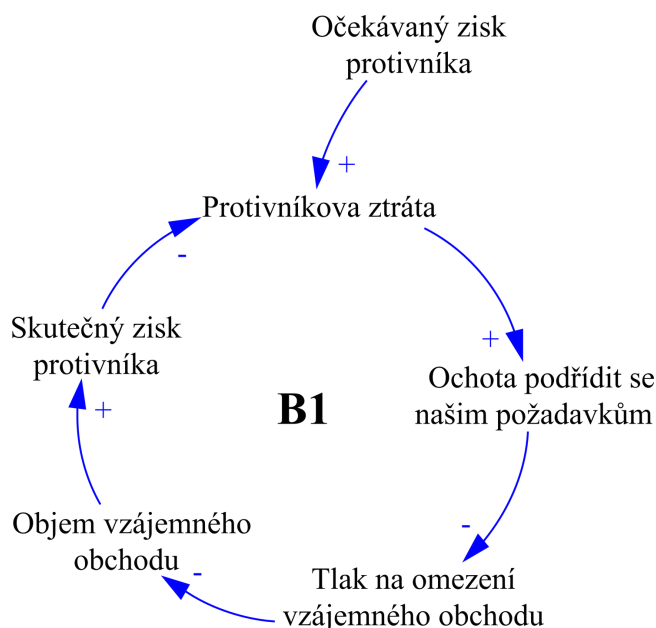 Očekávaný zisk
protivníka
+
Protivníkova ztráta
-
+
Skutečný zisk
protivníka
Ochota podřídit se
našim požadavkům
B1
+
Objem vzájemného
obchodu
-
-
Tlak na omezení
vzájemného obchodu